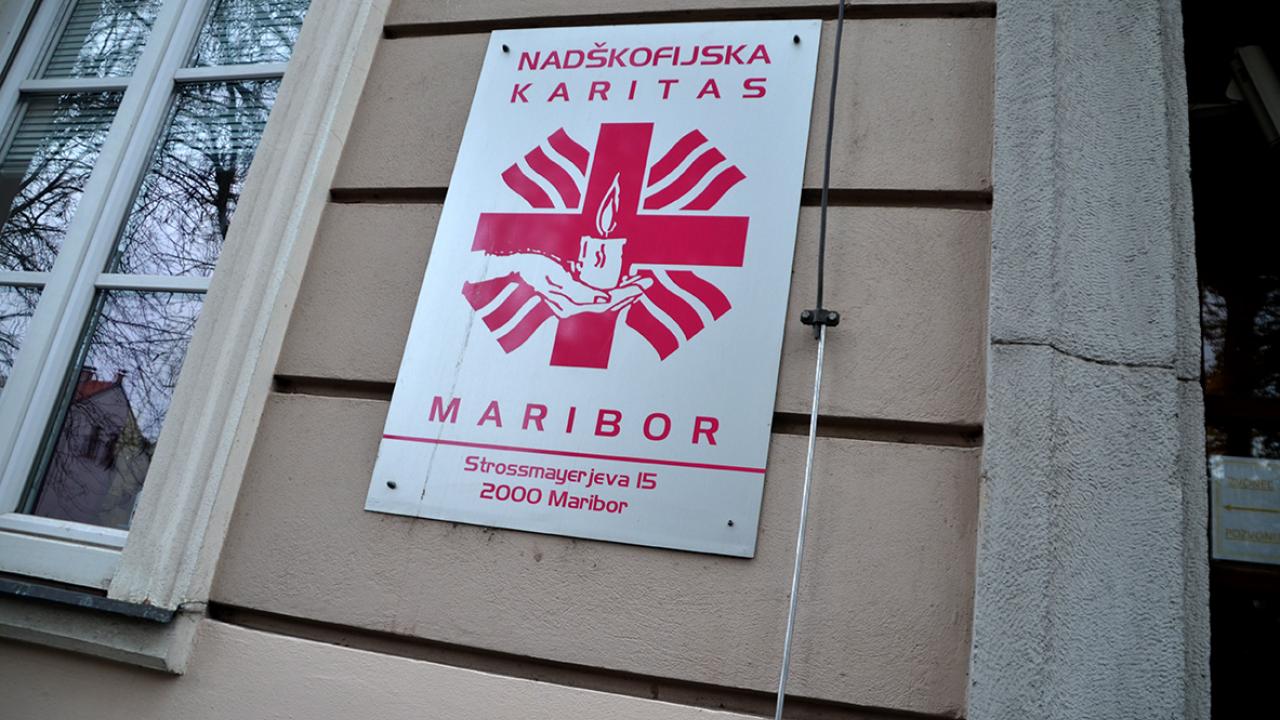 NADŠKOFIJSKA
KARITAS
MARIBOR
Strossmayerjeva 15
2000 Maribor